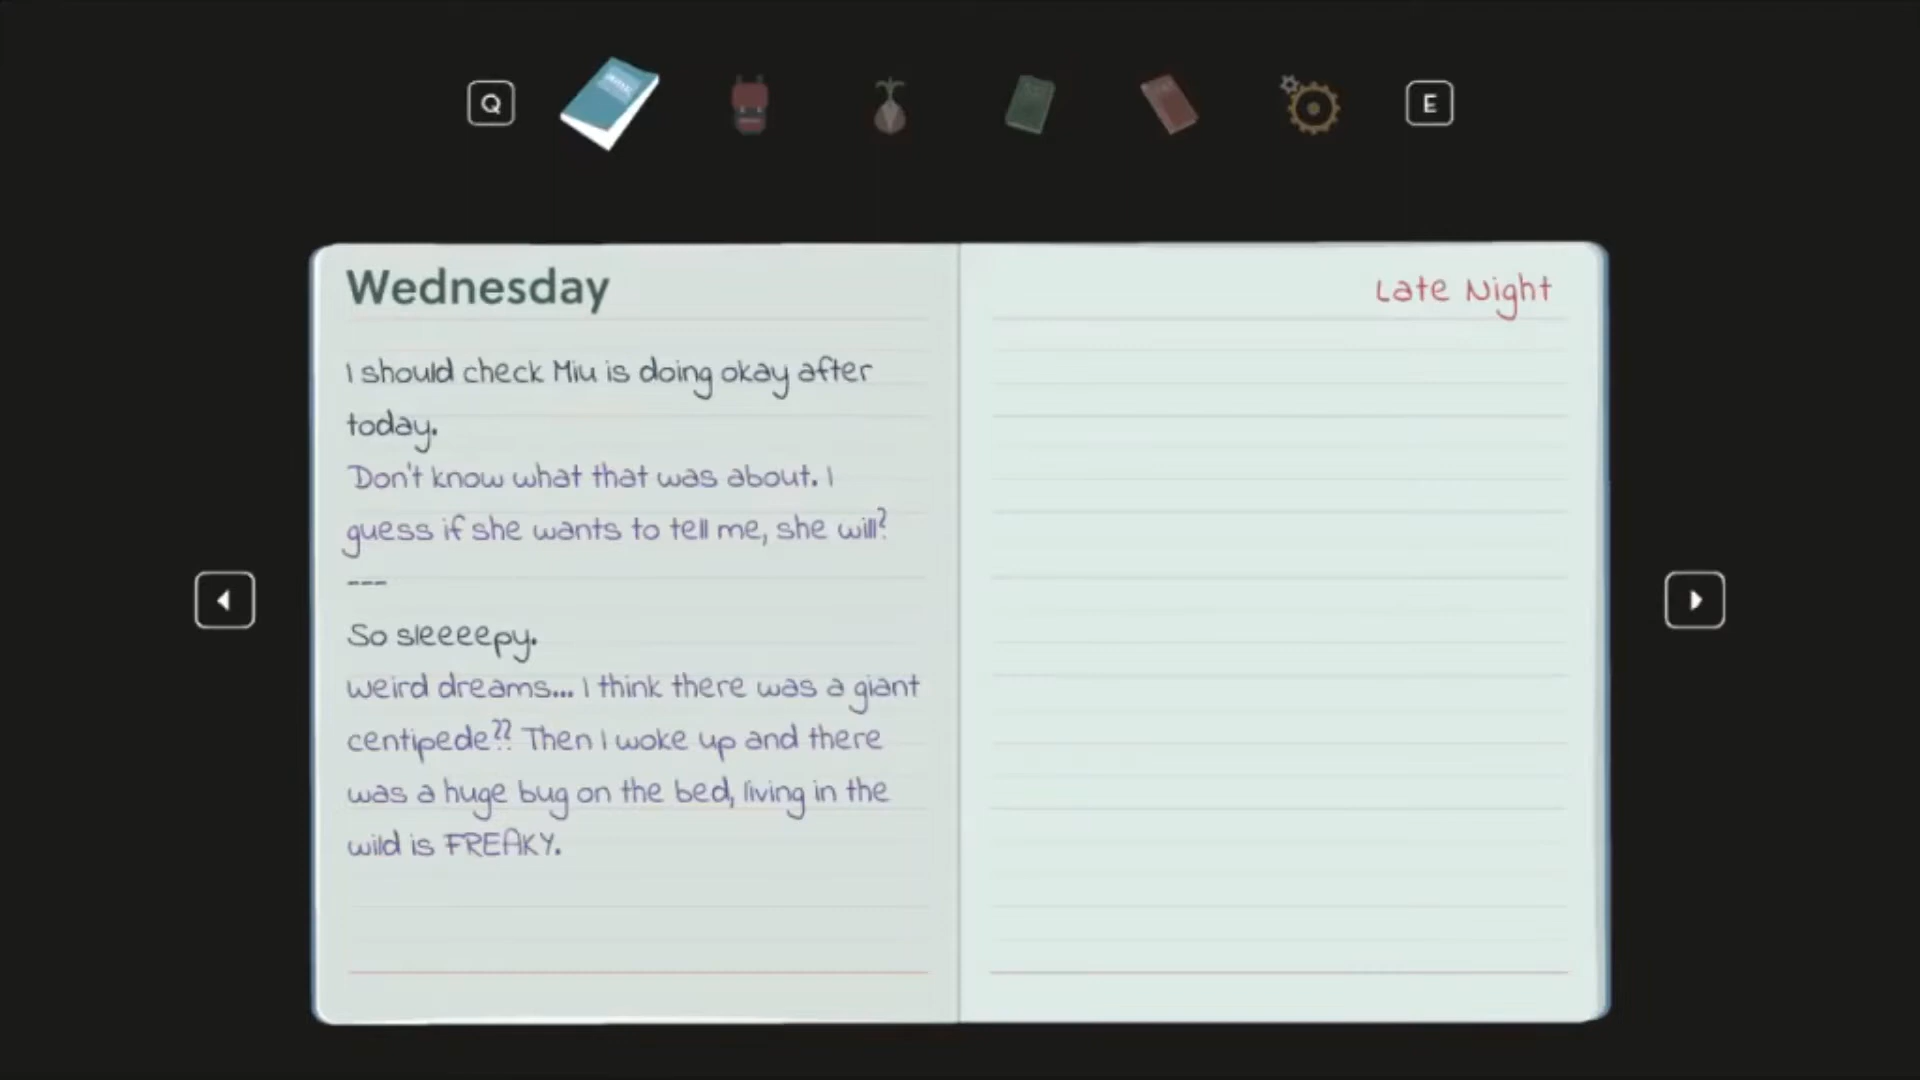 Q
E
Wednesday
Late Night
I should check Miu is doing okay after
today.
Don't know what that was about. I
guess if she wants to tell me, she will?
---
So sleeeepy.
weird dreams... I think there was a giant
centipede?? Then I woke up and there
was a huge bug on the bed, living in the
wild is FREAKY.